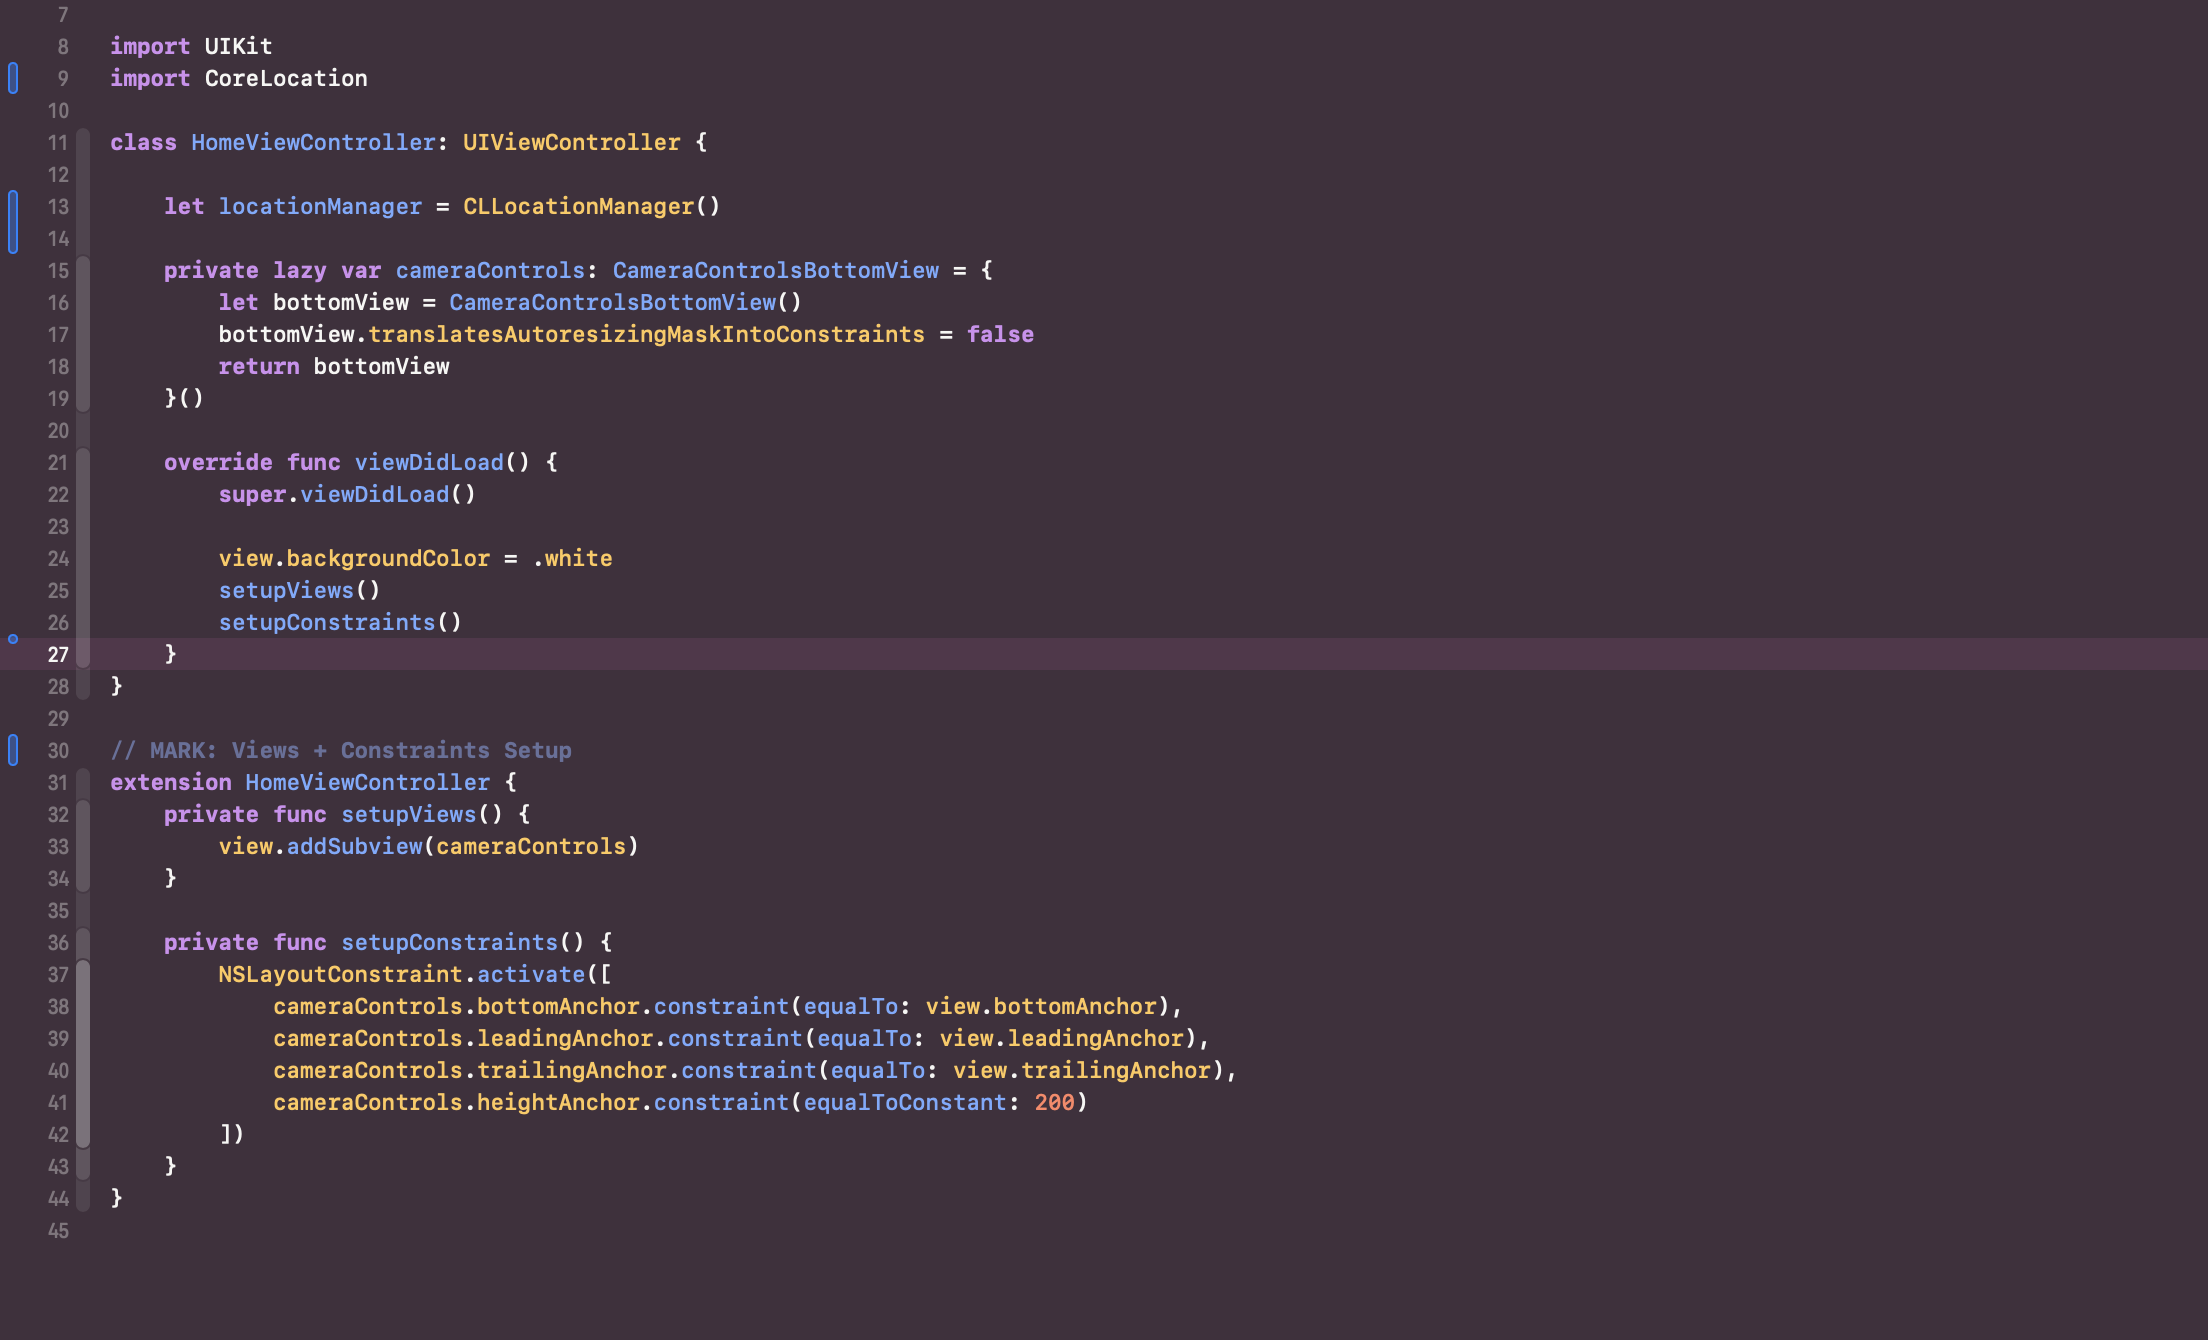 7
8 import UIKit
9 import CoreLocation
10
11 class HomeViewController: UIViewController {
12
13     let locationManager = CLLocationManager()
14
15     private lazy var cameraControls: CameraControlsBottomView = {
16         let bottomView = CameraControlsBottomView()
17         bottomView.translatesAutoresizingMaskIntoConstraints = false
18         return bottomView
19     }()
20
21     override func viewDidLoad() {
22         super.viewDidLoad()
23
24         view.backgroundColor = .white
25         setupViews()
26         setupConstraints()
27     }
28 }
29
30 // MARK: Views + Constraints Setup
31 extension HomeViewController {
32     private func setupViews() {
33         view.addSubview(cameraControls)
34     }
35
36     private func setupConstraints() {
37         NSLayoutConstraint.activate([
38             cameraControls.bottomAnchor.constraint(equalTo: view.bottomAnchor),
39             cameraControls.leadingAnchor.constraint(equalTo: view.leadingAnchor),
40             cameraControls.trailingAnchor.constraint(equalTo: view.trailingAnchor),
41             cameraControls.heightAnchor.constraint(equalToConstant: 200)
42         ])
43     }
44 }
45